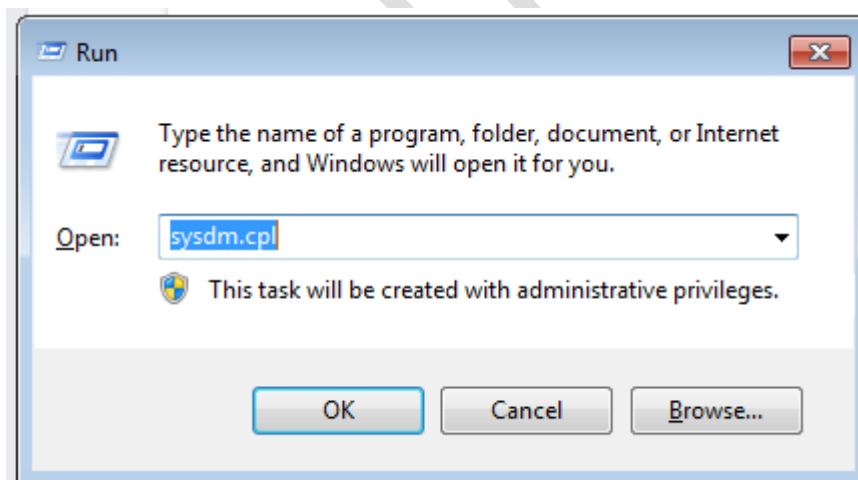 Run
Type the name of a program, folder, document, or Internet
resource, and Windows will open it for you.
Open: sysdm.cpl
This task will be created with administrative privileges.
OK Cancel Browse...